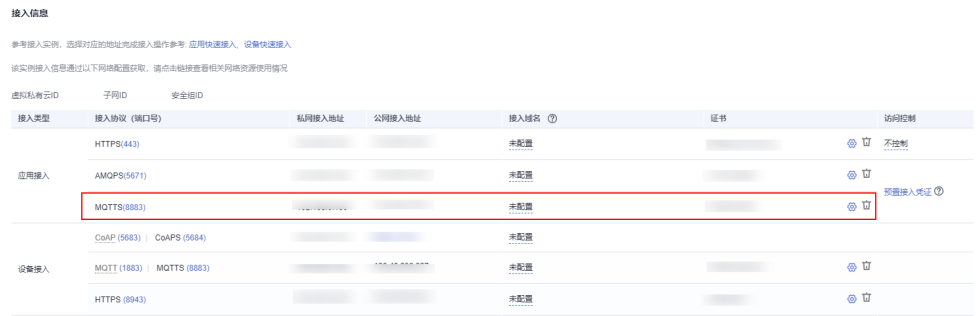 接入信息
参考接入实例，选择对应的地址完成接入操作参考: 应用快速接入、设备快速接入
该实例接入信息通过以下网络配置获取，请点击链接查看相关网络资源使用情况
虚拟私有云ID 子网ID 安全组ID
接入类型 接入协议（端口号） 私网接入地址 公网接入地址 接入域名 证书 访问控制
HTTPS(443) 未配置 不控制
应用接入 AMQPS(5671) 未配置
预置接入凭证
MQTTS(8883) 未配置
CoAP (5683) | CoAPS (5684) 未配置
设备接入 MQTT (1883) | MQTTS (8883) 未配置
HTTPS (8943) 未配置